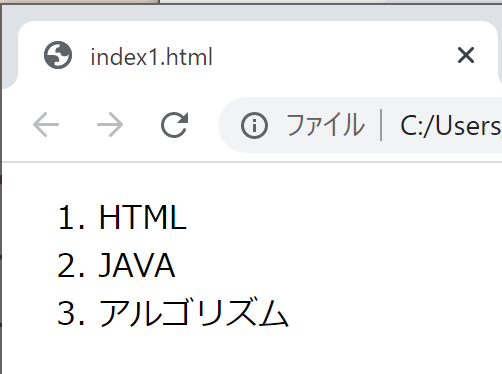 index1.html
ファイル | C:/Users
1. HTML
2. JAVA
3. アルゴリズム